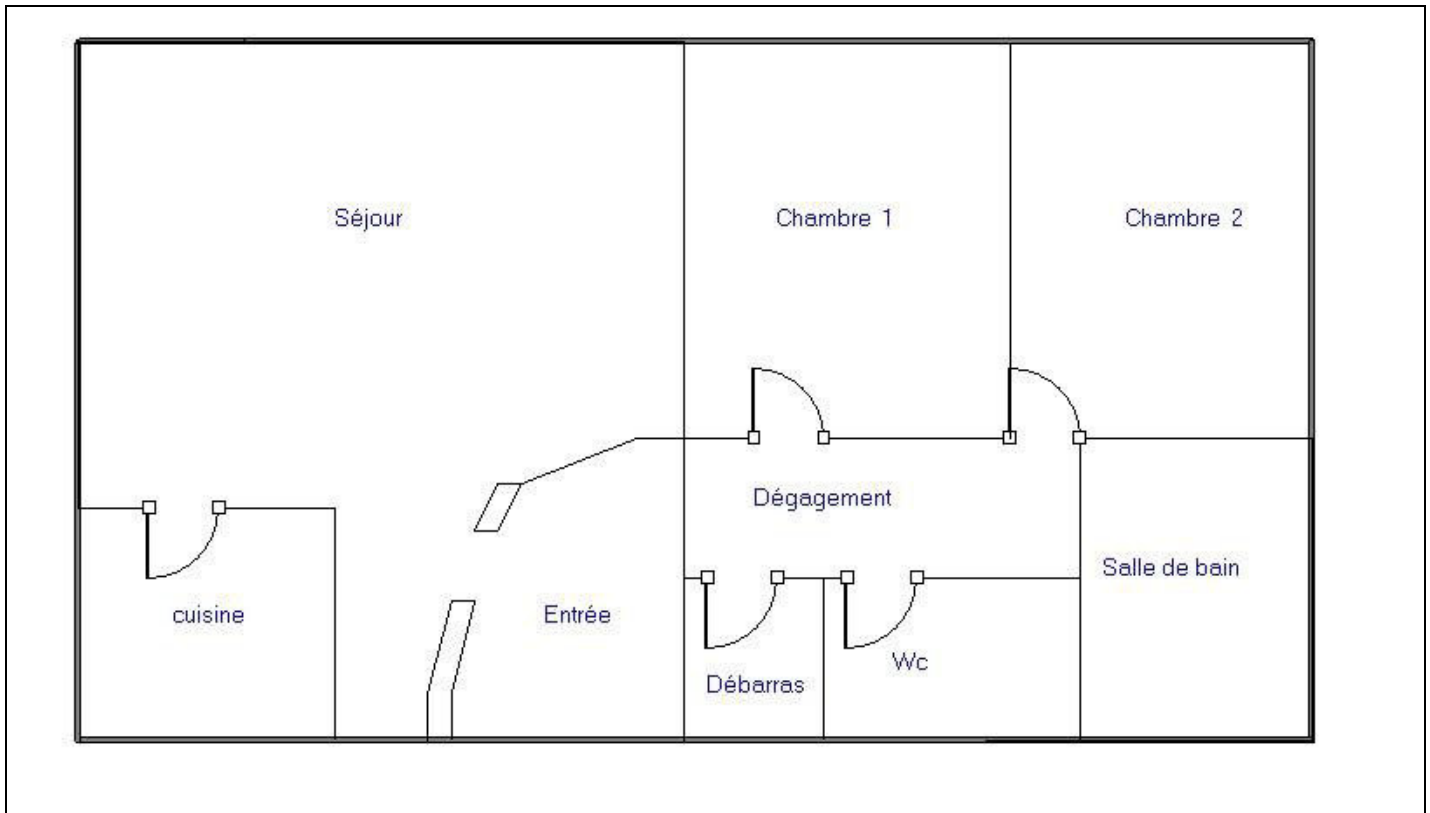 Séjour
Chambre 1
Chambre 2
Dégagement
Salle de bain
cuisine
Entrée
Wc
Débarras